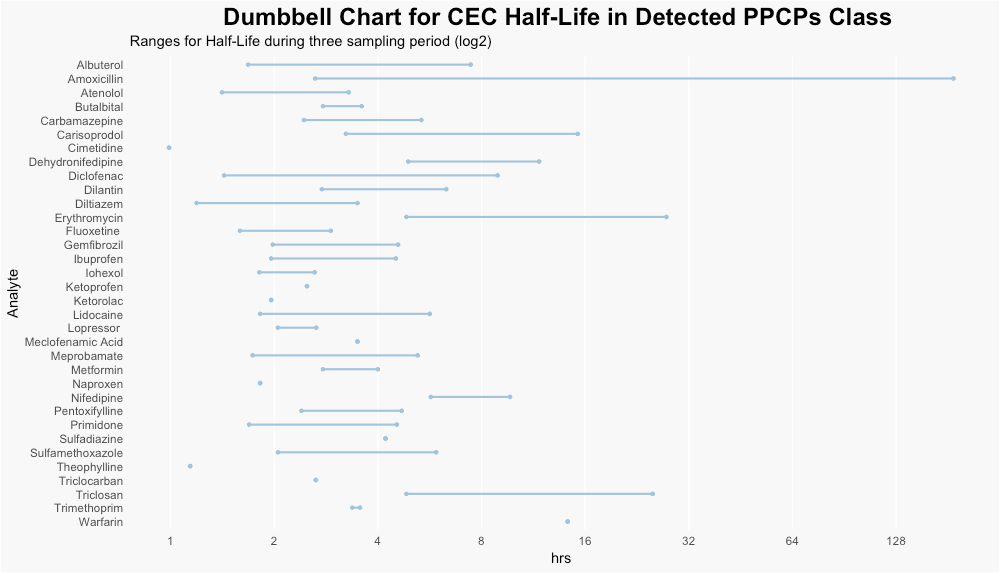 Dumbbell Chart for CEC Half-Life in Detected PPCPs Class
Ranges for Half-Life during three sampling period (log2)
Analyte
Albuterol
Amoxicillin
Atenolol
Butalbital
Carbamazepine
Carisoprodol
Cimetidine
Dehydronifedipine
Diclofenac
Dilantin
Diltiazem
Erythromycin
Fluoxetine
Gemfibrozil
Ibuprofen
Iohexol
Ketoprofen
Ketorolac
Lidocaine
Lopressor
Meclofenamic Acid
Meprobamate
Metformin
Naproxen
Nifedipine
Pentoxifylline
Primidone
Sulfadiazine
Sulfamethoxazole
Theophylline
Triclocarban
Triclosan
Trimethoprim
Warfarin
1 2 4 8 16 32 64 128
hrs